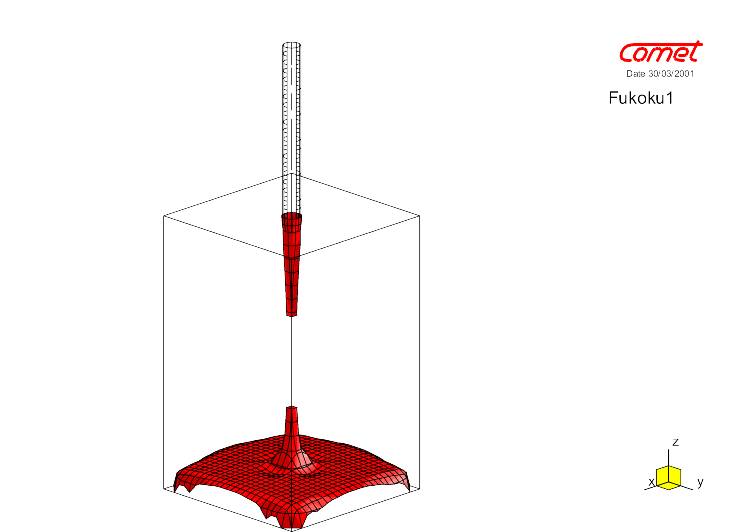 Comet
Date 30/03/2001
Fukoku1
z
x
y